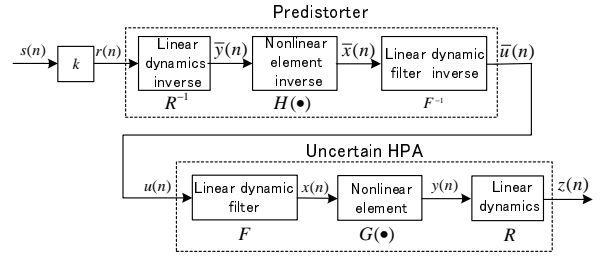 Predistorter
s(n) k r(n) Linear dynamics inverse y̅(n) Nonlinear element inverse x̅(n) Linear dynamic filter inverse u̅(n)
R⁻¹ H(●) F⁻¹
Uncertain HPA
u(n) Linear dynamic filter x(n) Nonlinear element y(n) Linear dynamics z(n)
F G(●) R